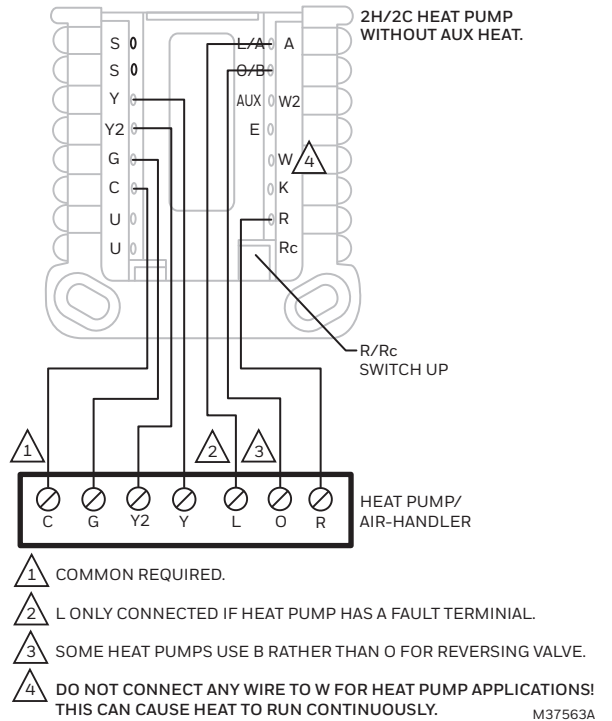 2H/2C HEAT PUMP
WITHOUT AUX HEAT.
S L/A A
S O/B
Y AUX W2
Y2 E
G W 4
C K
U R
U Rc
R/Rc
SWITCH UP
1 2 3
C G Y2 Y L O R
HEAT PUMP/
AIR-HANDLER
1 COMMON REQUIRED.
2 L ONLY CONNECTED IF HEAT PUMP HAS A FAULT TERMINIAL.
3 SOME HEAT PUMPS USE B RATHER THAN O FOR REVERSING VALVE.
4 DO NOT CONNECT ANY WIRE TO W FOR HEAT PUMP APPLICATIONS!
THIS CAN CAUSE HEAT TO RUN CONTINUOUSLY.
M37563A